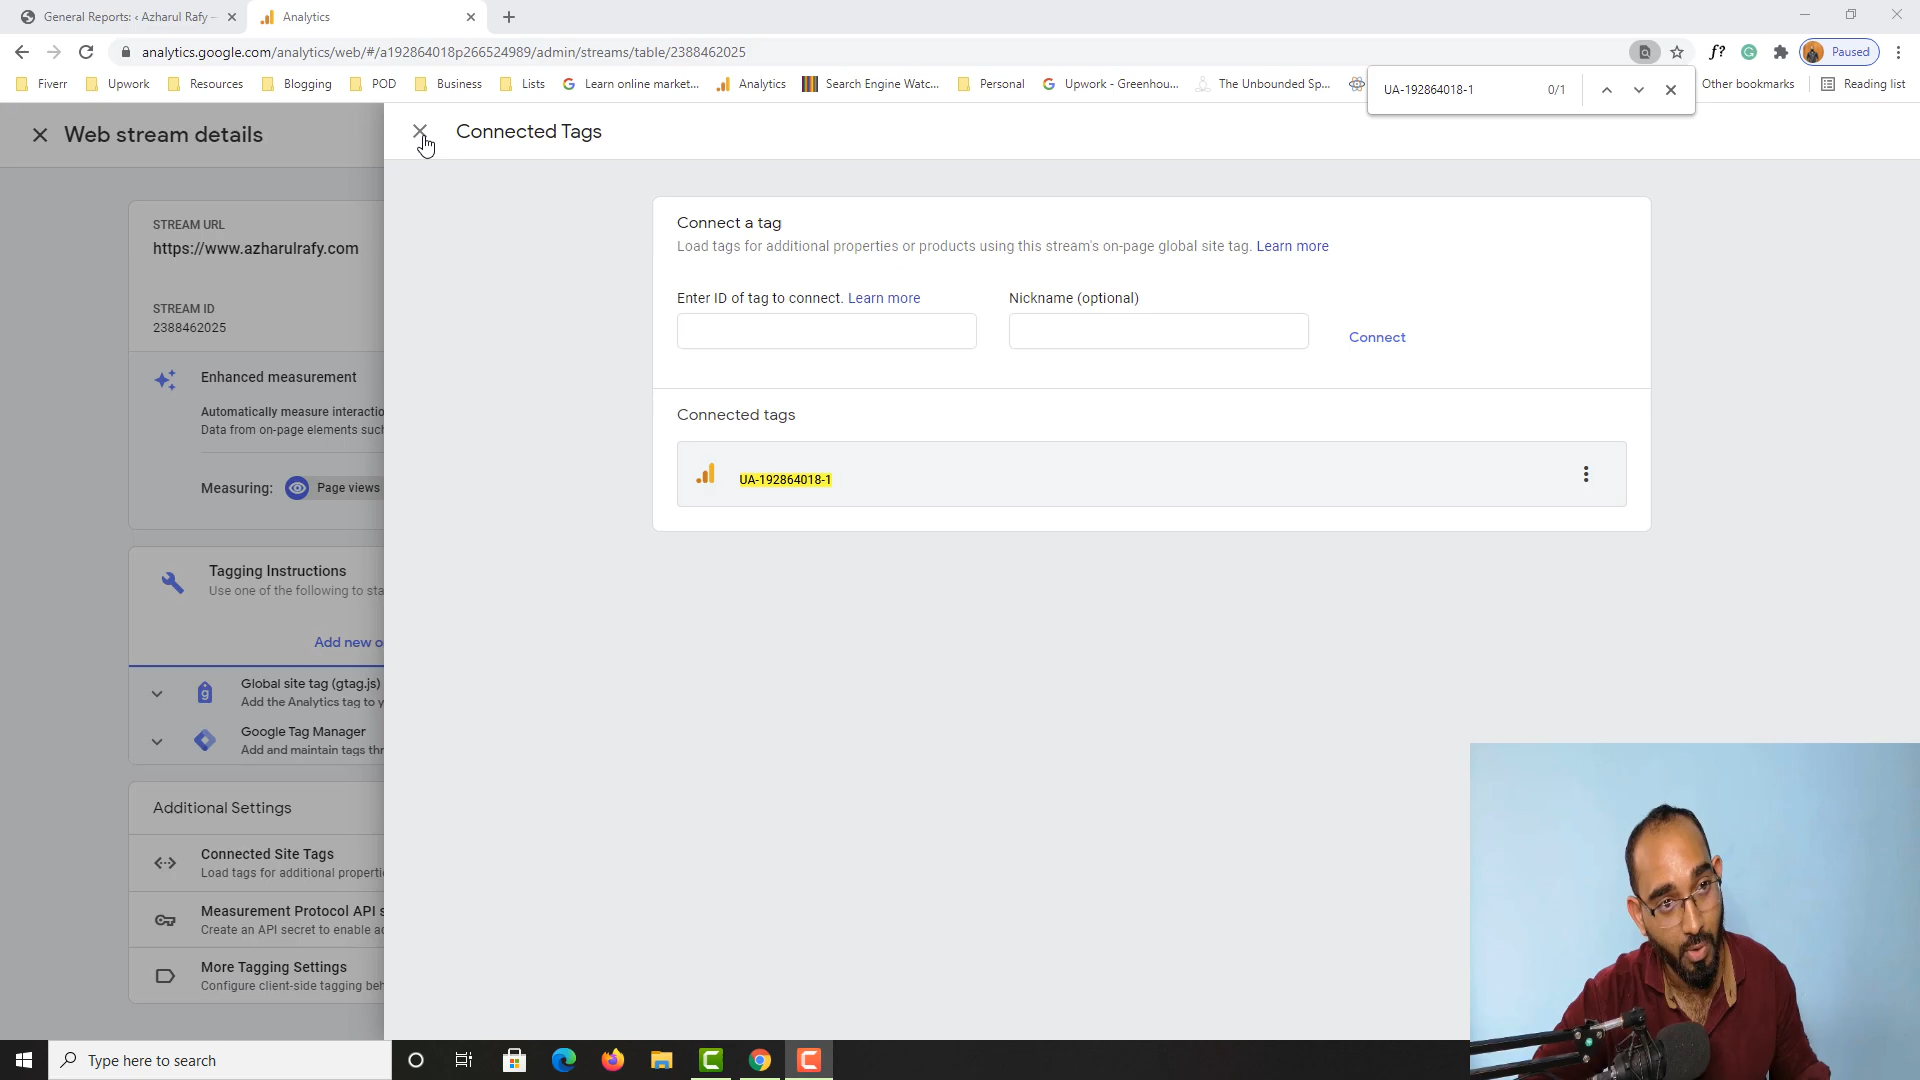 General Reports: ‹ Azharul Rafy –
Analytics
analytics.google.com/analytics/web/#/a192864018p266524989/admin/streams/table/2388462025
f?
Paused
Fiverr
Upwork
Resources
Blogging
POD
Business
Lists
Learn online market...
Analytics
Search Engine Watc...
Personal
Upwork - Greenhou...
The Unbounded Sp...
Other bookmarks
Reading list
UA-192864018-1
0/1
Web stream details
Connected Tags
STREAM URL
https://www.azharulrafy.com
STREAM ID
2388462025
Enhanced measurement
Automatically measure interactio
Data from on-page elements such
Measuring:
Page views
Tagging Instructions
Use one of the following to sta
Add new o
Global site tag (gtag.js)
Add the Analytics tag to y
Google Tag Manager
Add and maintain tags thr
Additional Settings
Connected Site Tags
Load tags for additional properti
Measurement Protocol API s
Create an API secret to enable ad
More Tagging Settings
Configure client-side tagging beh
Connect a tag
Load tags for additional properties or products using this stream's on-page global site tag. Learn more
Enter ID of tag to connect. Learn more
Nickname (optional)
Connect
Connected tags
UA-192864018-1
Type here to search